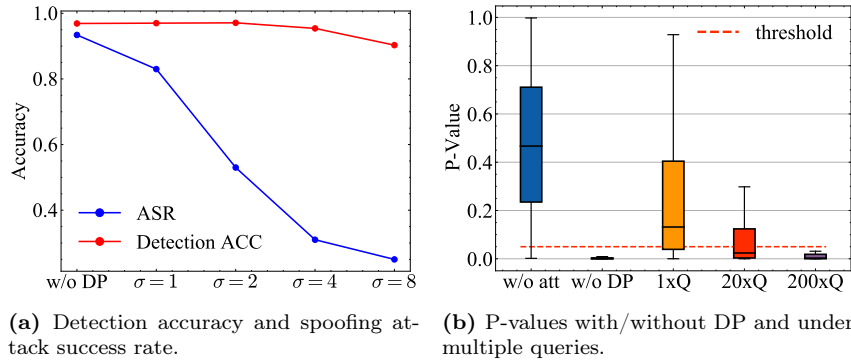 1.0
0.8
0.6
0.4
Accuracy
ASR
Detection ACC
w/o DP σ = 1 σ = 2 σ = 4 σ = 8
(a) Detection accuracy and spoofing at-
tack success rate.
1.0
0.8
0.6
0.4
0.2
0.0
P-Value
threshold
w/o att w/o DP 1xQ 20xQ 200xQ
(b) P-values with/without DP and under
multiple queries.